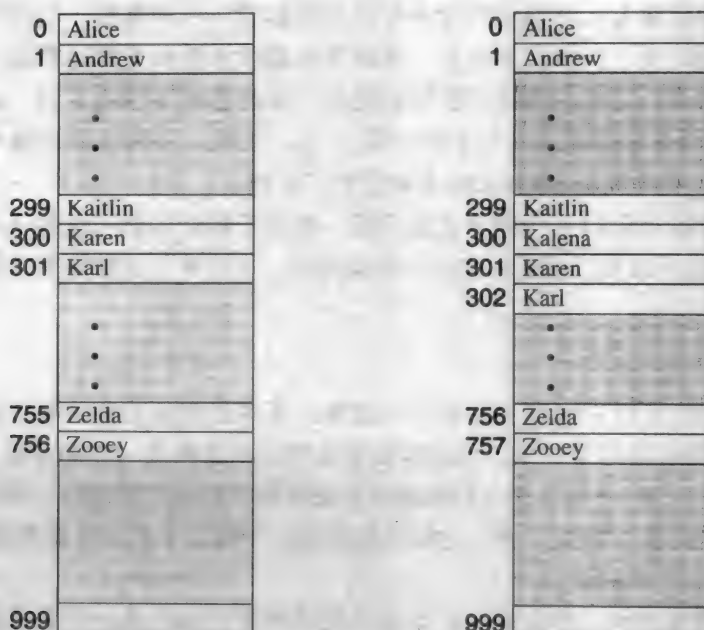 0 Alice
1 Andrew
299 Kaitlin
300 Karen
301 Karl
755 Zelda
756 Zooey
999
0 Alice
1 Andrew
299 Kaitlin
300 Kalena
301 Karen
302 Karl
756 Zelda
757 Zooey
999